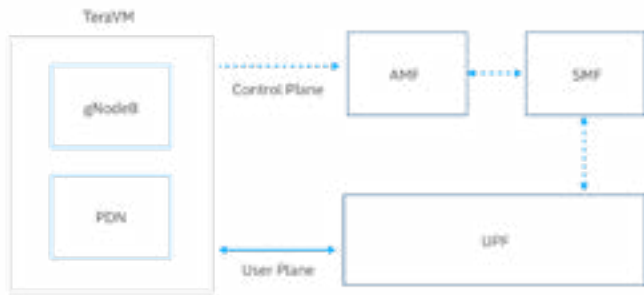 TeraVM
gNodeB
AMF
SMF
Control Plane
PDN
UPF
User Plane